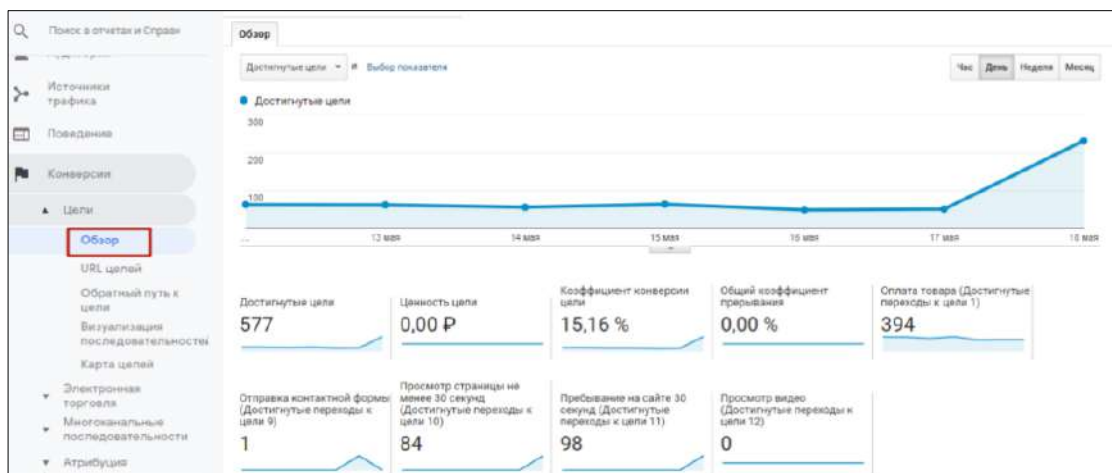 Поиск в отчетах и Справк
Источники
трафика
Поведение
Конверсии
Цели
Обзор
URL целей
Обратный путь к
цели
Визуализация
последовательностей
Карта целей
Электронная
торговля
Многоканальные
последовательности
Атрибуция
Обзор
Достигнутые цели и Выбор показателя
Час День Неделя Месяц
Достигнутые цели
300
200
100
... 13 мая 14 мая 15 мая 16 мая 17 мая 18 мая
Достигнутые цели
577
Ценность цели
0,00 ₽
Коэффициент конверсии
цели
15,16 %
Общий коэффициент
прерывания
0,00 %
Оплата товара (Достигнутые
переходы к цели 1)
394
Отправка контактной формы
(Достигнутые переходы к
цели 9)
1
Просмотр страницы не
менее 30 секунд
(Достигнутые переходы к
цели 10)
84
Пребывание на сайте 30
секунд (Достигнутые
переходы к цели 11)
98
Просмотр видео
(Достигнутые переходы к
цели 12)
0